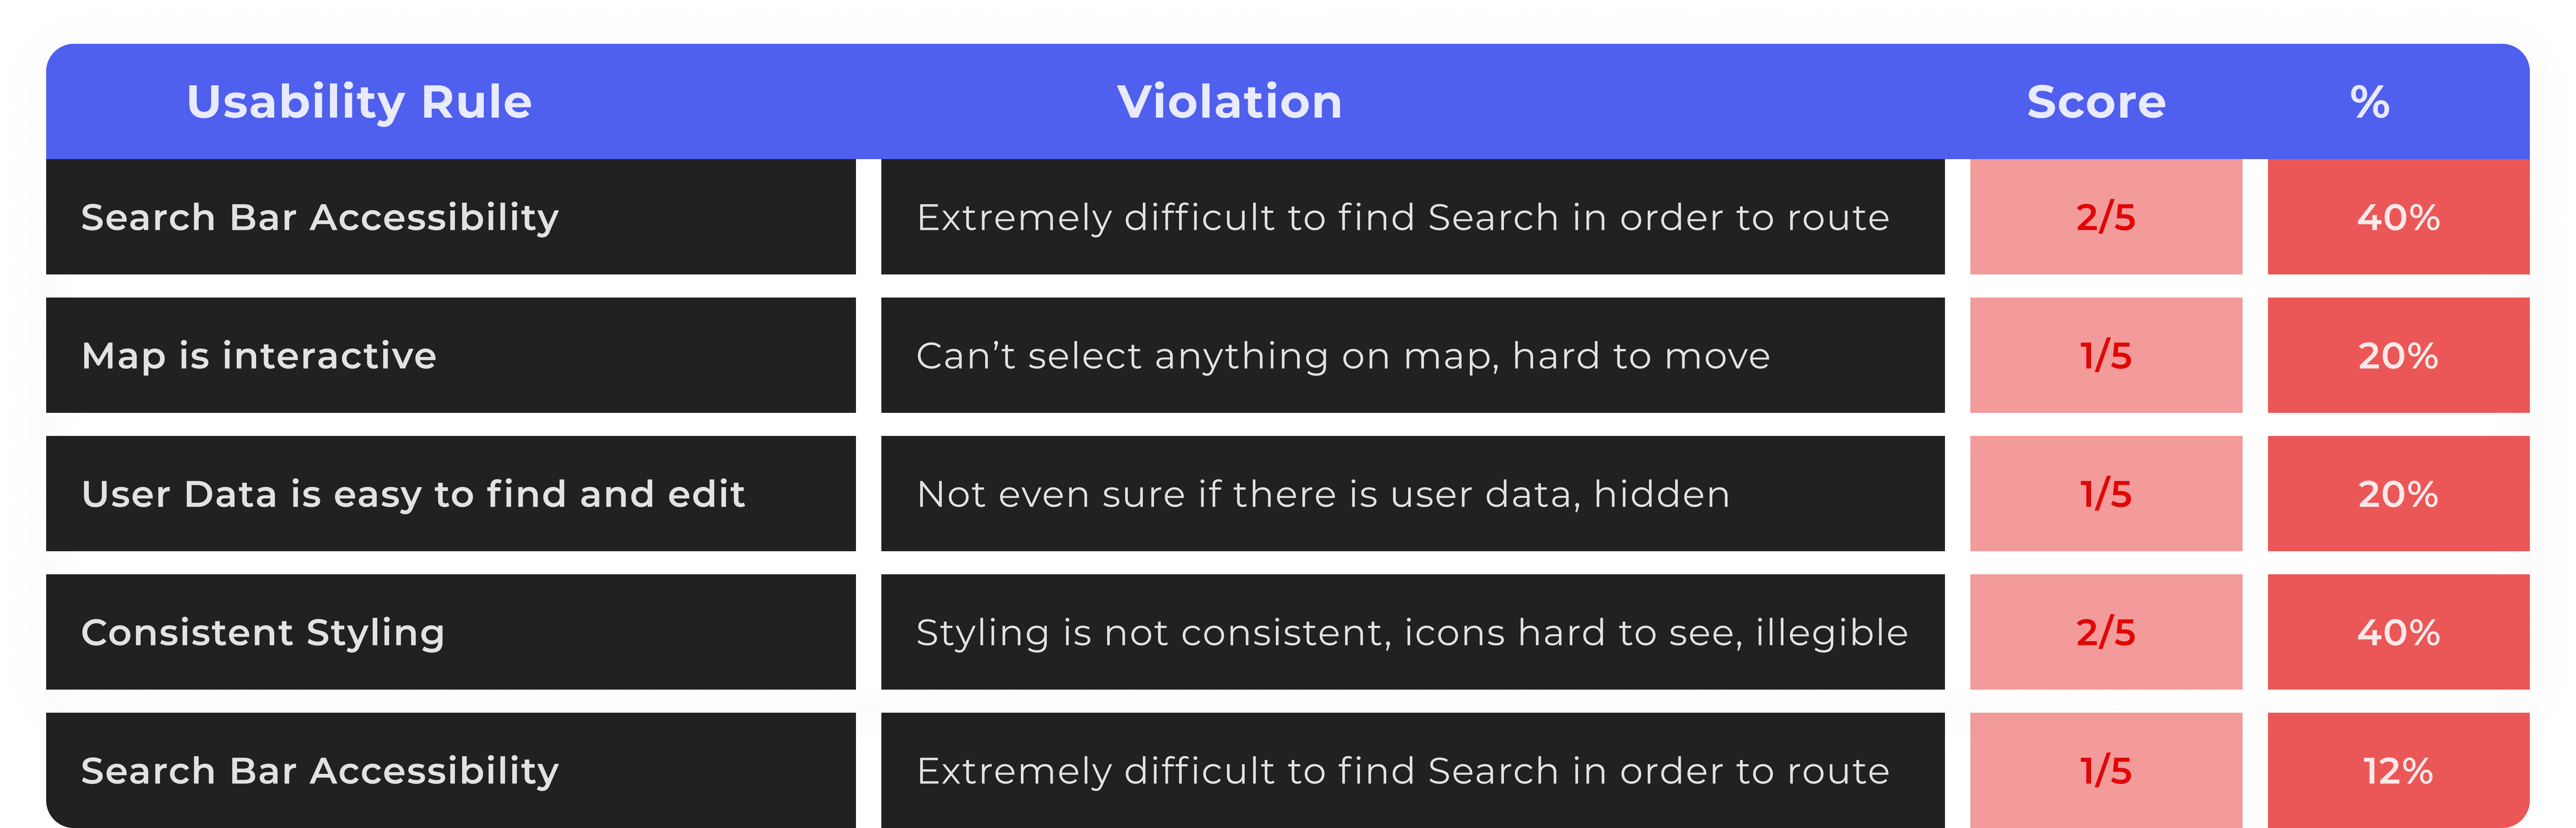 Usability Rule Violation Score %
Search Bar Accessibility Extremely difficult to find Search in order to route 2/5 40%
Map is interactive Can’t select anything on map, hard to move 1/5 20%
User Data is easy to find and edit Not even sure if there is user data, hidden 1/5 20%
Consistent Styling Styling is not consistent, icons hard to see, illegible 2/5 40%
Search Bar Accessibility Extremely difficult to find Search in order to route 1/5 12%